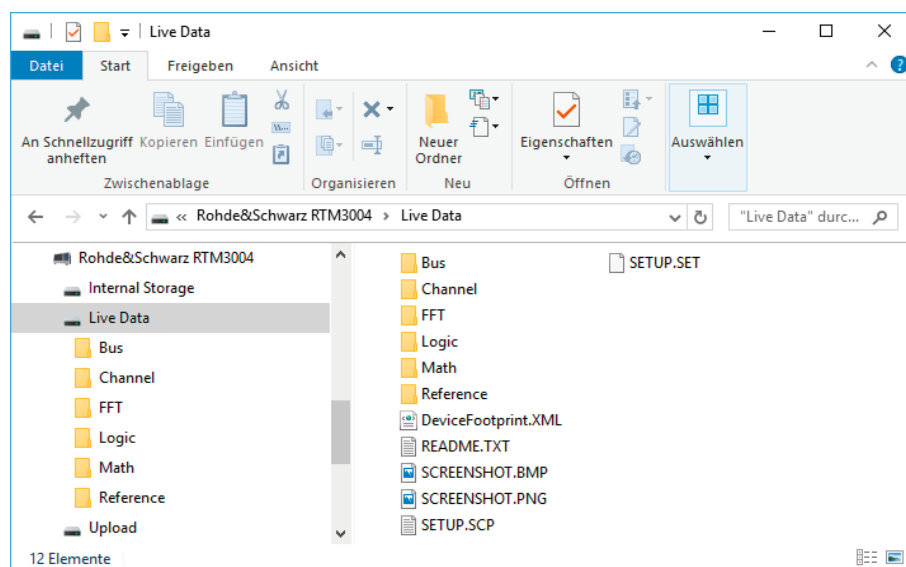 Live Data
Datei Start Freigeben Ansicht
An Schnellzugriff anheften
Kopieren
Einfügen
Neuer Ordner
Eigenschaften
Auswählen
Zwischenablage
Organisieren
Neu
Öffnen
« Rohde&Schwarz RTM3004 > Live Data
"Live Data" durc...
Rohde&Schwarz RTM3004
Internal Storage
Live Data
Bus
Channel
FFT
Logic
Math
Reference
Upload
Bus
Channel
FFT
Logic
Math
Reference
DeviceFootprint.XML
README.TXT
SCREENSHOT.BMP
SCREENSHOT.PNG
SETUP.SCP
SETUP.SET
12 Elemente